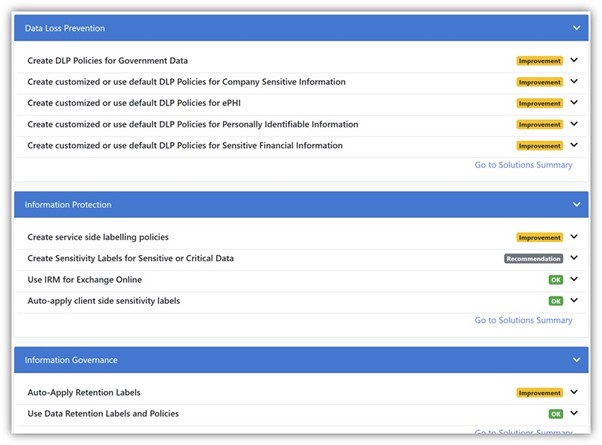 Data Loss Prevention
Create DLP Policies for Government Data Improvement
Create customized or use default DLP Policies for Company Sensitive Information Improvement
Create customized or use default DLP Policies for ePHI Improvement
Create customized or use default DLP Policies for Personally Identifiable Information Improvement
Create customized or use default DLP Policies for Sensitive Financial Information Improvement
Go to Solutions Summary
Information Protection
Create service side labelling policies Improvement
Create Sensitivity Labels for Sensitive or Critical Data Recommendation
Use IRM for Exchange Online OK
Auto-apply client side sensitivity labels OK
Go to Solutions Summary
Information Governance
Auto-Apply Retention Labels Improvement
Use Data Retention Labels and Policies OK
Go to Solutions Summary